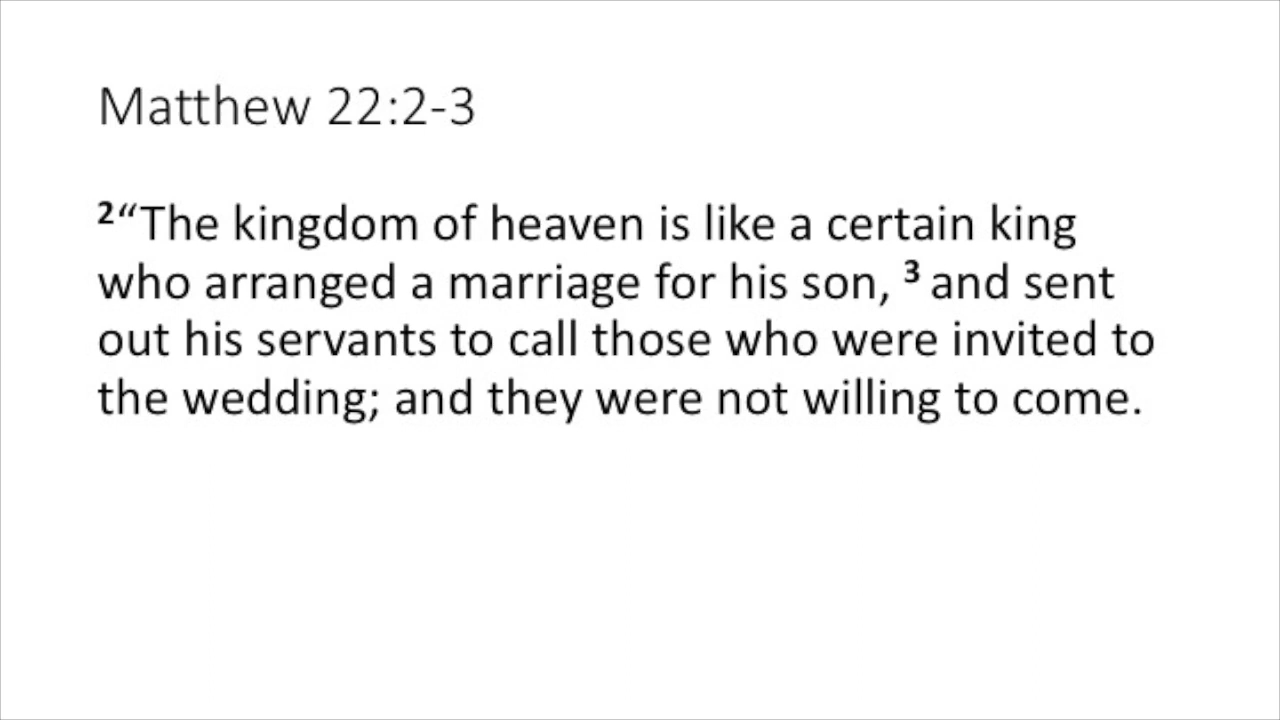 Matthew 22:2-3
2“The kingdom of heaven is like a certain king
who arranged a marriage for his son, 3 and sent
out his servants to call those who were invited to
the wedding; and they were not willing to come.